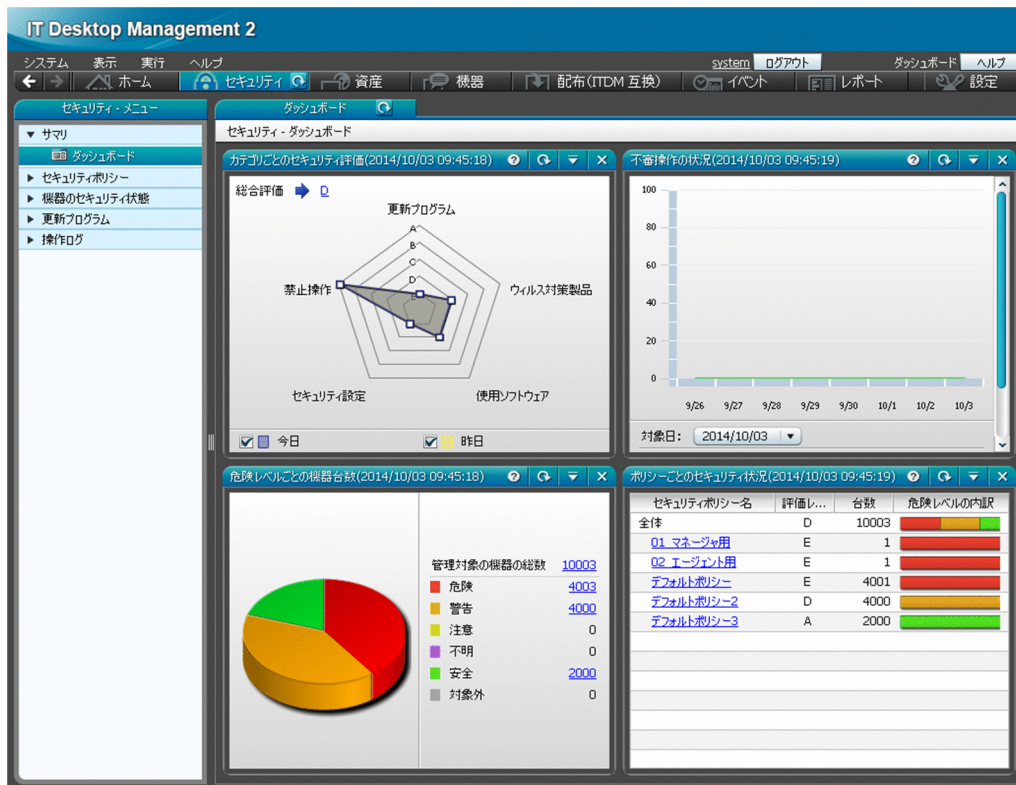 IT Desktop Management 2
システム 表示 実行 ヘルプ system ログアウト ダッシュボード ヘルプ
ホーム セキュリティ 資産 機器 配布(ITDM 互換) イベント レポート 設定
セキュリティ - メニュー
サマリ
ダッシュボード
セキュリティポリシー
機器のセキュリティ状態
更新プログラム
操作ログ
ダッシュボード
セキュリティ - ダッシュボード
カテゴリごとのセキュリティ評価(2014/10/03 09:45:18)
総合評価 D
更新プログラム
A
B
C
D
禁止操作
ウィルス対策製品
セキュリティ設定
使用ソフトウェア
今日 昨日
不審操作の状況(2014/10/03 09:45:19)
100
80
60
40
20
0
9/26 9/27 9/28 9/29 9/30 10/1 10/2 10/3
対象日: 2014/10/03
危険レベルごとの機器台数(2014/10/03 09:45:18)
管理対象の機器の総数 10003
危険 4003
警告 4000
注意 0
不明 0
安全 2000
対象外 0
ポリシーごとのセキュリティ状況(2014/10/03 09:45:19)
セキュリティポリシー名 評価レ... 台数 危険レベルの内訳
全体 D 10003
01_マネージャ用 E 1
02_エージェント用 E 1
デフォルトポリシー E 4001
デフォルトポリシー2 D 4000
デフォルトポリシー3 A 2000